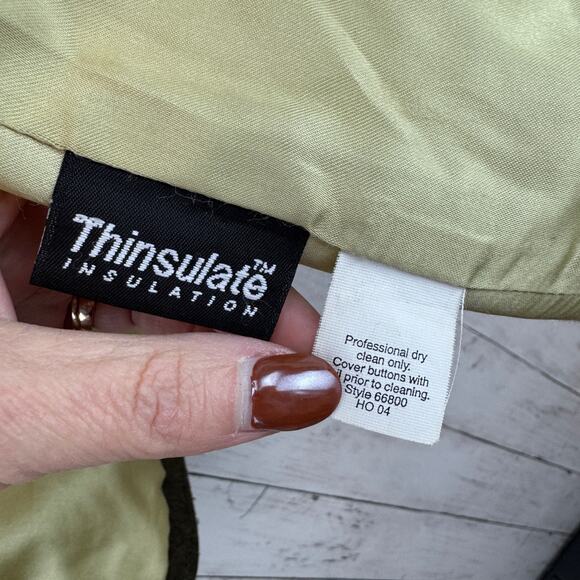 Thinsulate™
INSULATION
Professional dry
clean only.
Cover buttons with
prior to cleaning.
Style 66800
HO 04